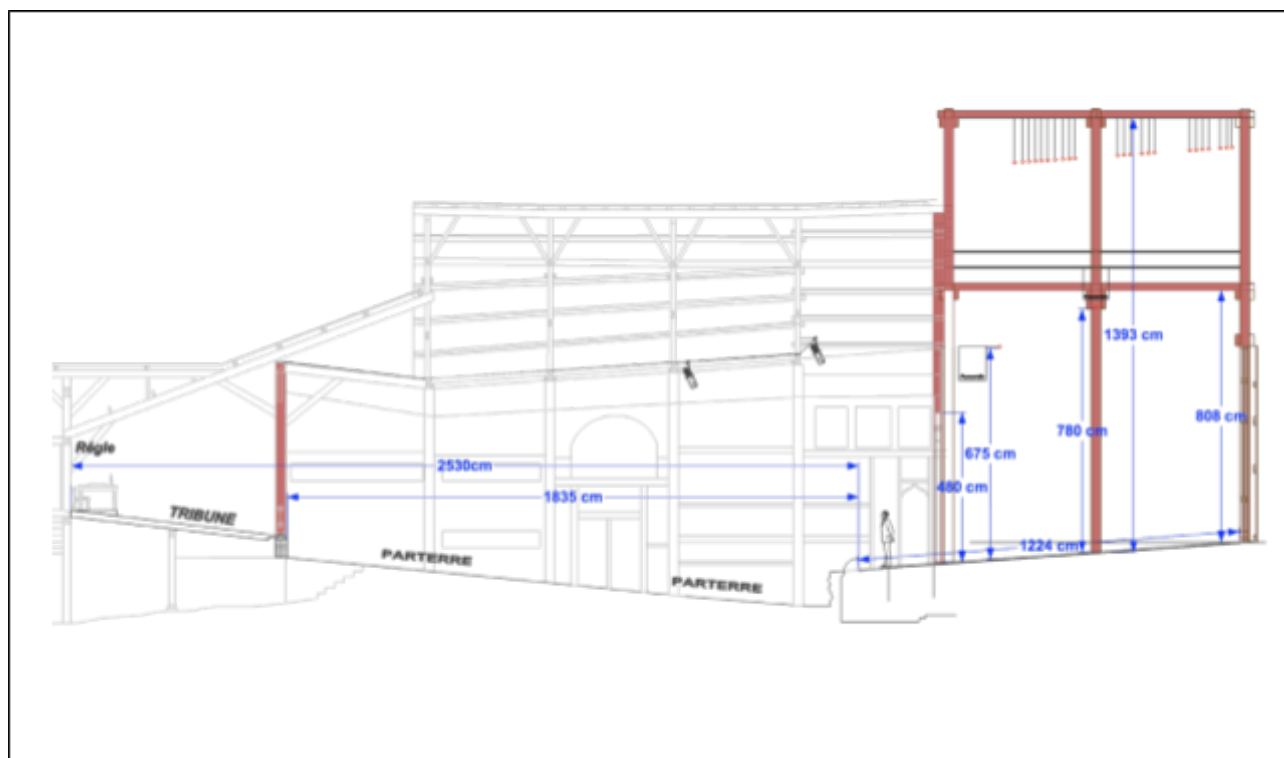 1393 cm
808 cm
780 cm
675 cm
480 cm
Régie
2530cm
1835 cm
TRIBUNE
1224 cm
PARTERRE
PARTERRE